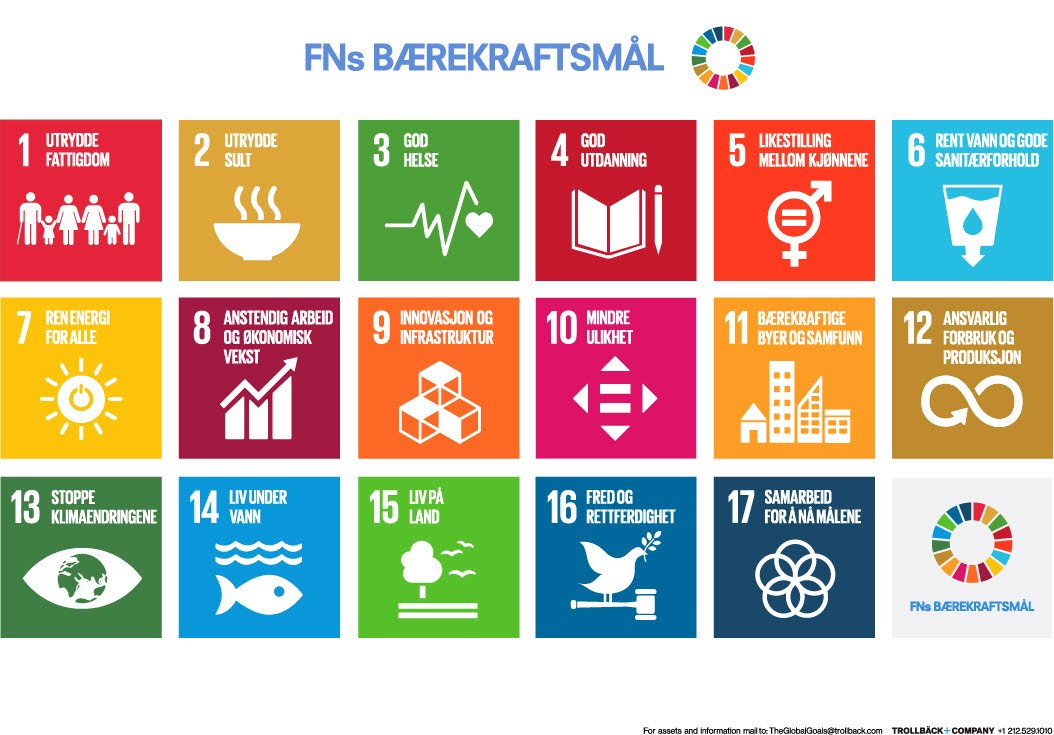 FNs BÆREKRAFTSMÅL
1 UTRYDDE
FATTIGDOM
2 UTRYDDE
SULT
3 GOD
HELSE
4 GOD
UTDANNING
5 LIKESTILLING
MELLOM KJØNNENE
6 RENT VANN OG GODE
SANITÆRFORHOLD
7 REN ENERGI
FOR ALLE
8 ANSTENDIG ARBEID
OG ØKONOMISK
VEKST
9 INNOVASJON OG
INFRASTRUKTUR
10 MINDRE
ULIKHET
11 BÆREKRAFTIGE
BYER OG SAMFUNN
12 ANSVARLIG
FORBRUK OG
PRODUKSJON
13 STOPPE
KLIMAENDRINGENE
14 LIV UNDER
VANN
15 LIV PÅ
LAND
16 FRED OG
RETTFERDIGHET
17 SAMARBEID
FOR Å NÅ MÅLENE
FNs BÆREKRAFTSMÅL
For assets and information mail to: TheGlobalGoals@trollback.com TROLLBÄCK+COMPANY +1 212.529.1010